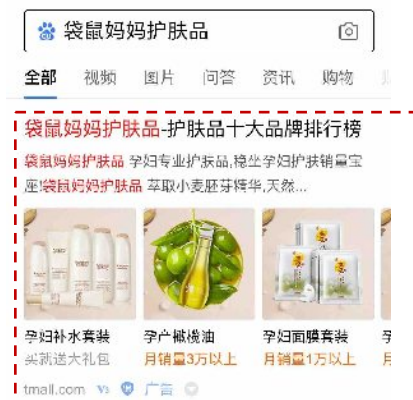 袋鼠妈妈护肤品
全部 视频 图片 问答 资讯 购物
袋鼠妈妈护肤品-护肤品十大品牌排行榜
袋鼠妈妈护肤品 孕妇专业护肤品,稳坐孕妇护肤销量宝
座!袋鼠妈妈护肤品 萃取小麦胚芽精华,天然...
孕妇补水套装 孕产橄榄油 孕妇面膜套装
买就送大礼包 月销量3万以上 月销量1万以上
tmall.com V3 广告